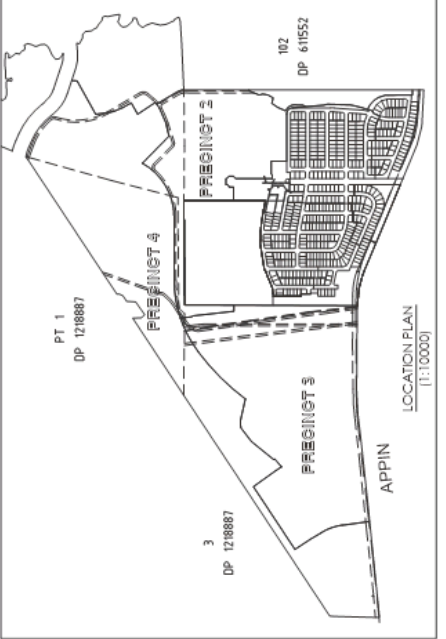 PT 1
DP 1218887
102
DP 611552
PRECINCT 4
PRECINCT 2
3
DP 1218887
PRECINCT 3
APPIN
LOCATION PLAN
(1:10000)